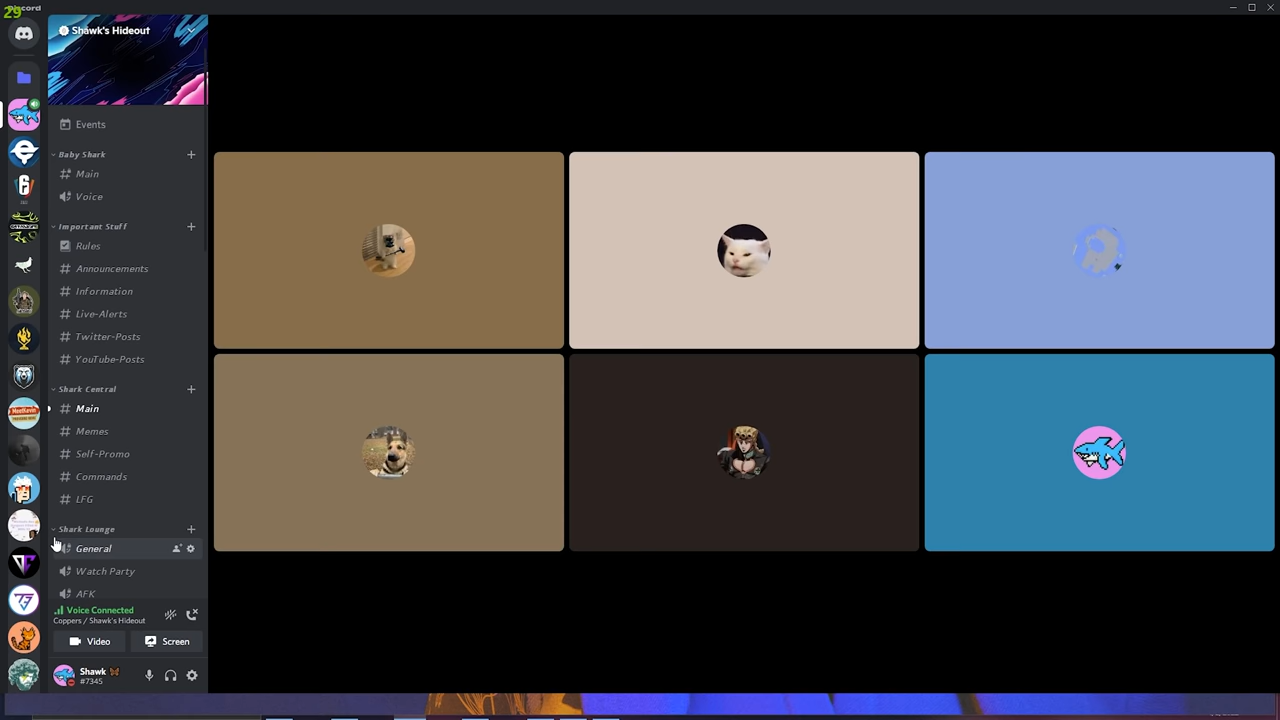 29
Discord
Shawk's Hideout
Events
Baby Shark
Main
Voice
Important Stuff
Rules
Announcements
Information
Live-Alerts
Twitter-Posts
YouTube-Posts
Shark Central
Main
Memes
Self-Promo
Commands
LFG
Shark Lounge
General
Watch Party
AFK
Voice Connected
Coppers / Shawk's Hideout
Video
Screen
Shawk
#7345